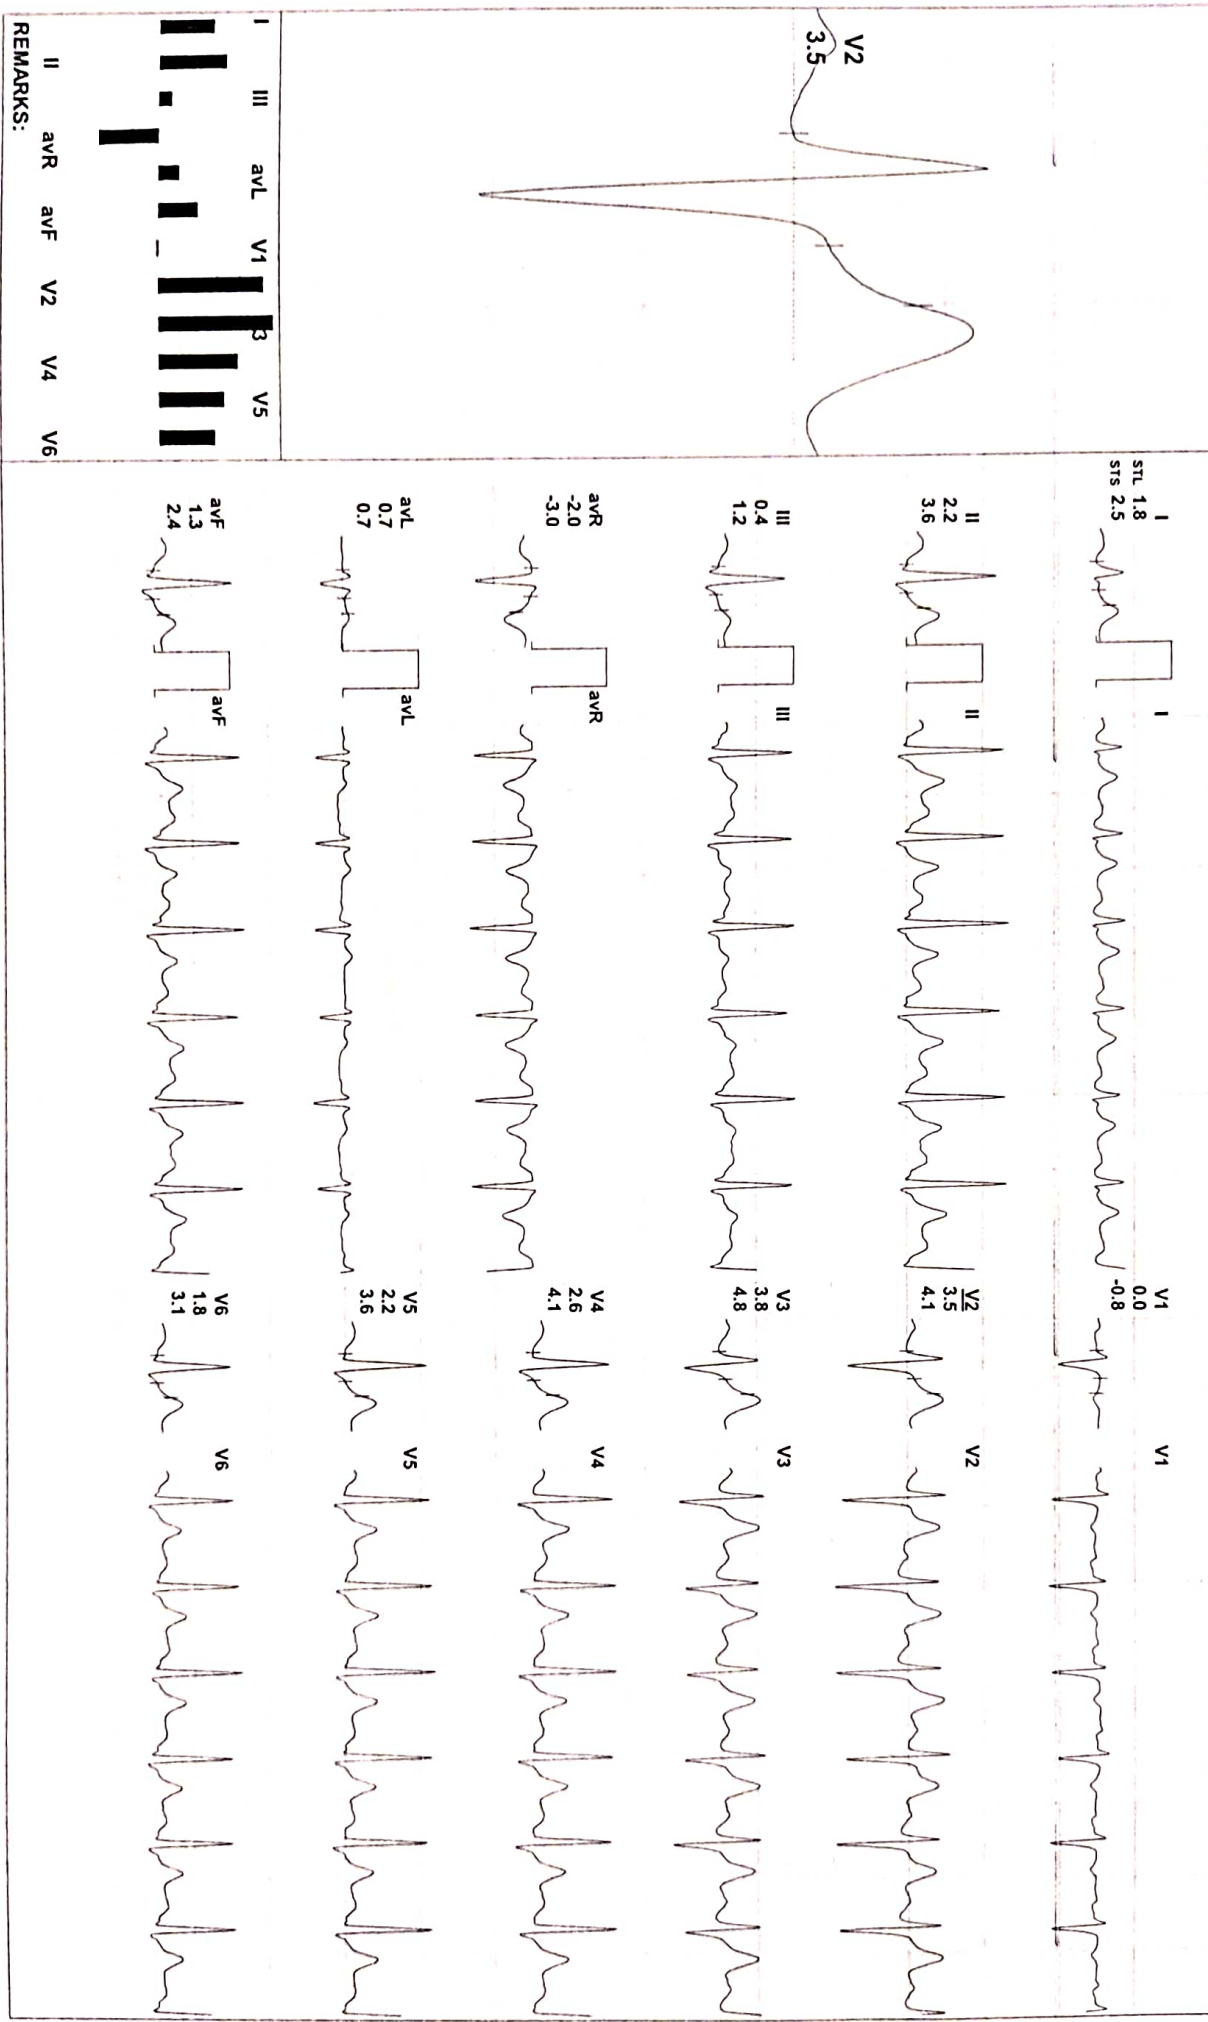 V2
3.5
I III avL V1 3 V5
II avR avF V2 V4 V6
REMARKS:
I
STL 1.8
STS 2.5
I
V1
0.0
-0.8
V1
II
2.2
3.6
II
V2
3.5
4.1
V2
III
0.4
1.2
III
V3
3.8
4.8
V3
avR
-2.0
-3.0
avR
V4
2.6
4.1
V4
avL
0.7
0.7
avL
V5
2.2
3.6
V5
avF
1.3
2.4
avF
V6
1.8
3.1
V6